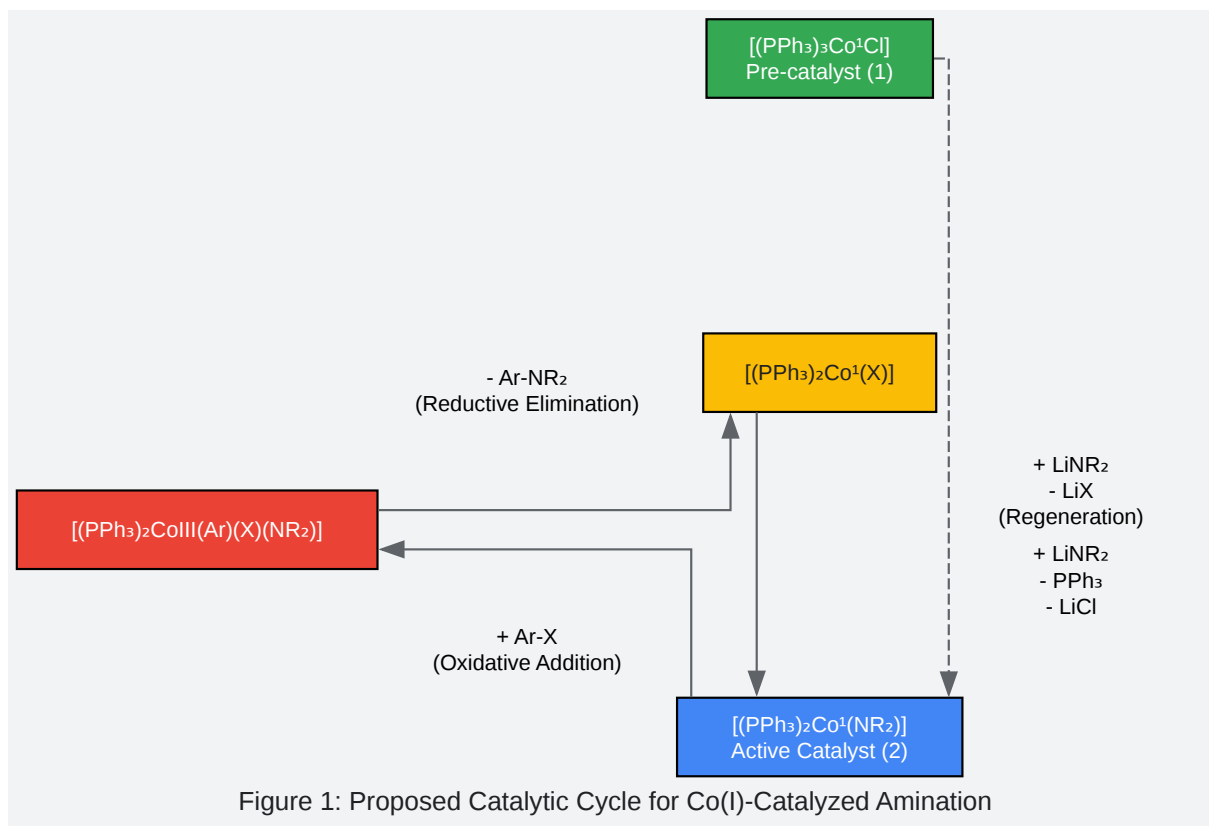 [(PPh₃)₃Co¹Cl]
Pre-catalyst (1)
[(PPh₃)₂Co¹(X)]
- Ar-NR₂
(Reductive Elimination)
+ LiNR₂
- LiX
(Regeneration)
[(PPh₃)₂CoIII(Ar)(X)(NR₂)]
+ LiNR₂
- PPh₃
- LiCl
+ Ar-X
(Oxidative Addition)
[(PPh₃)₂Co¹(NR₂)]
Active Catalyst (2)
Figure 1: Proposed Catalytic Cycle for Co(I)-Catalyzed Amination